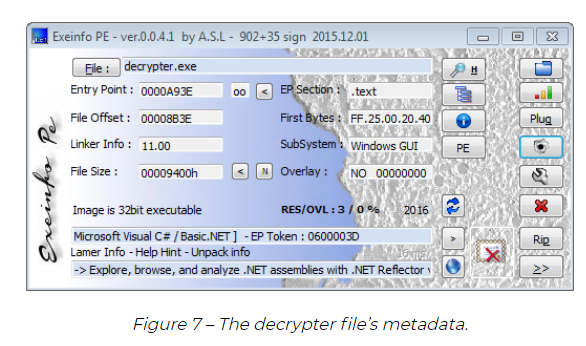 Exeinfo PE - ver.0.0.4.1 by A.S.L - 902+35 sign 2015.12.01
File : decrypter.exe
H
Entry Point : 0000A93E oo < EP Section : .text
File Offset : 00008B3E First Bytes : FF.25.00.20.40 Plug
Linker Info : 11.00 SubSystem : Windows GUI PE
File Size : 00009400h < N Overlay : NO 00000000
Image is 32bit executable RES/OVL : 3 / 0 % 2016
Microsoft Visual C# / Basic.NET ] - EP Token : 0600003D > Rip
Lamer Info - Help Hint - Unpack info
-> Explore, browse, and analyze .NET assemblies with .NET Reflector >>
Exeinfo Pe
Figure 7 – The decrypter file's metadata.